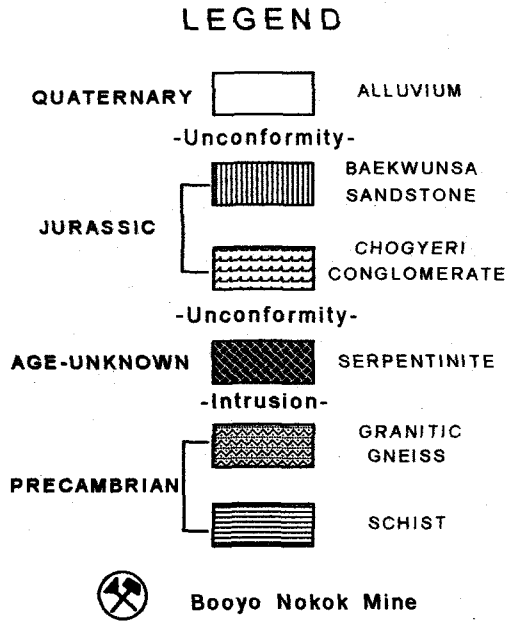 LEGEND
QUATERNARY ALLUVIUM
-Unconformity-
BAEKWUNSA
SANDSTONE
JURASSIC
CHOGYERI
CONGLOMERATE
-Unconformity-
AGE-UNKNOWN SERPENTINITE
-Intrusion-
GRANITIC
GNEISS
PRECAMBRIAN
SCHIST
Booyo Nokok Mine